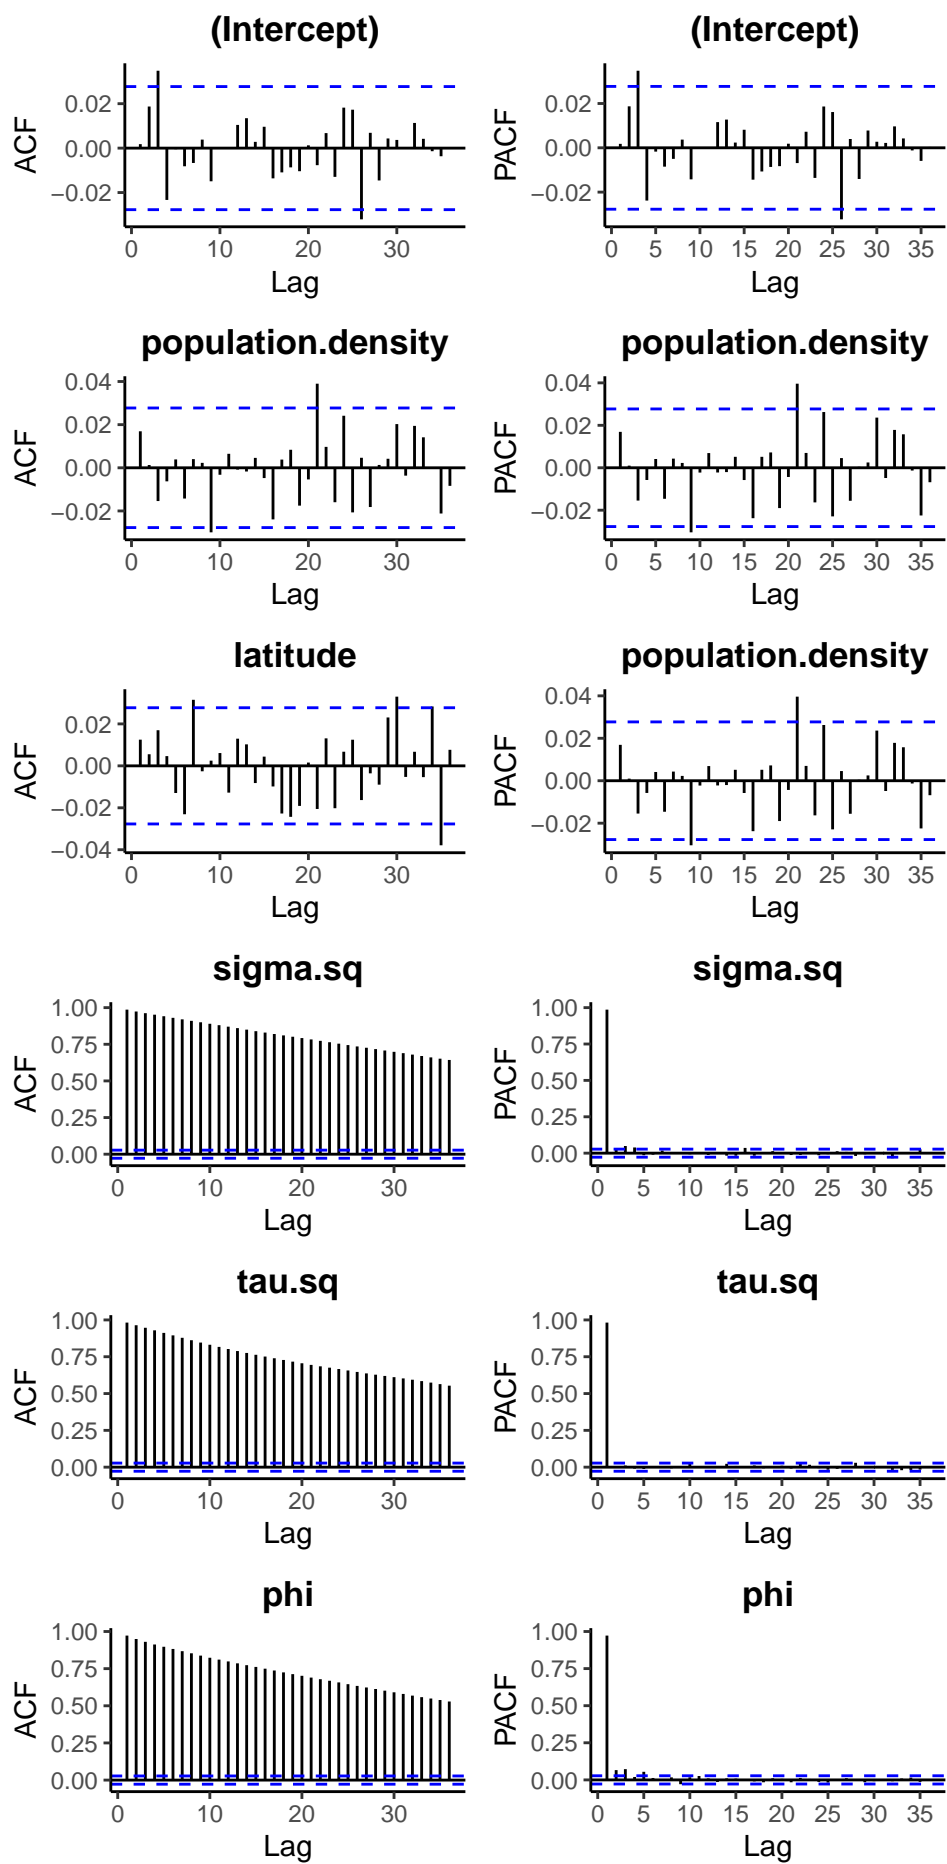 (Intercept) (Intercept)
ACF PACF
0.02 0.02
0.00 0.00
−0.02 −0.02
0 10 20 30 0 5 10 15 20 25 30 35
Lag Lag
population.density population.density
ACF PACF
0.04 0.04
0.02 0.02
0.00 0.00
−0.02 −0.02
0 10 20 30 0 5 10 15 20 25 30 35
Lag Lag
latitude population.density
ACF PACF
0.04
0.02 0.02
0.00 0.00
−0.02 −0.02
−0.04
0 10 20 30 0 5 10 15 20 25 30 35
Lag Lag
sigma.sq sigma.sq
ACF PACF
1.00 1.00
0.75 0.75
0.50 0.50
0.25 0.25
0.00 0.00
0 10 20 30 0 5 10 15 20 25 30 35
Lag Lag
tau.sq tau.sq
ACF PACF
1.00 1.00
0.75 0.75
0.50 0.50
0.25 0.25
0.00 0.00
0 10 20 30 0 5 10 15 20 25 30 35
Lag Lag
phi phi
ACF PACF
1.00 1.00
0.75 0.75
0.50 0.50
0.25 0.25
0.00 0.00
0 10 20 30 0 5 10 15 20 25 30 35
Lag Lag